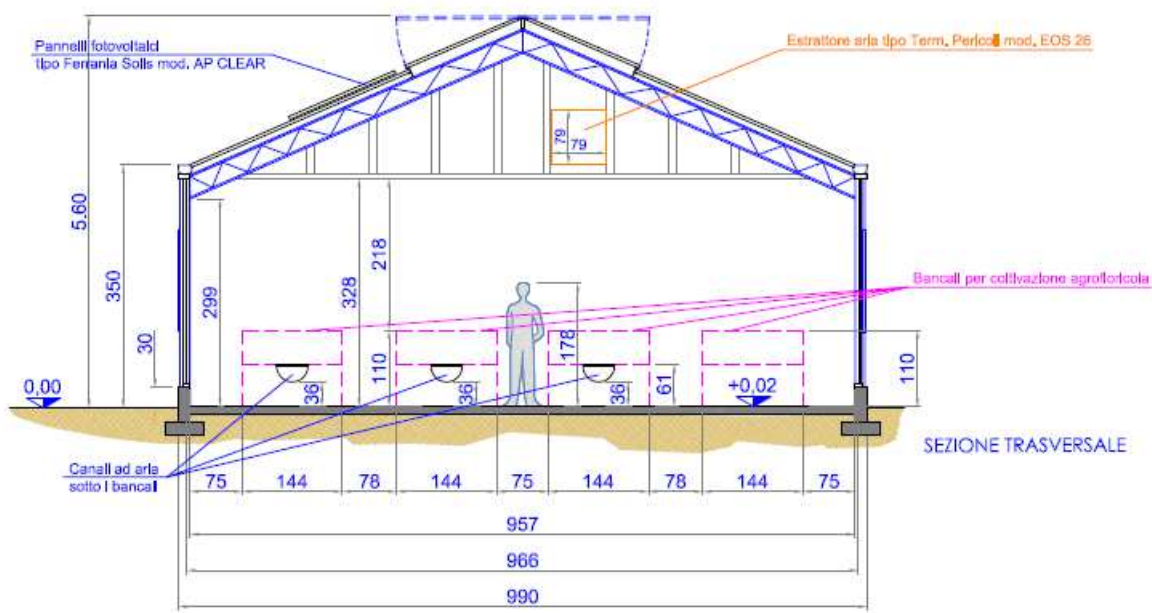 Pannelli fotovoltaici
tipo Ferrania Solis mod. AP CLEAR
Estrattore aria tipo Term. Pericoli mod. EOS 26
79
79
5.60
350
30
299
328
218
110
178
Bancali per coltivazione agrofloricola
0,00
36
36
36
61
+0,02
110
SEZIONE TRASVERSALE
Canali ad aria
sotto i bancali
75 144 78 144 75 144 78 144 75
957
966
990